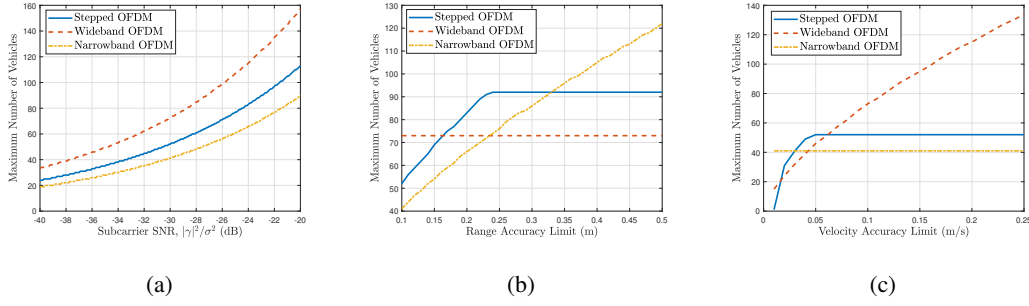 Maximum Number of Vehicles
160
140
120
100
80
60
40
20
0
Stepped OFDM
Wideband OFDM
Narrowband OFDM
-40 -38 -36 -34 -32 -30 -28 -26 -24 -22 -20
Subcarrier SNR, |γ|²/σ² (dB)
(a)
Maximum Number of Vehicles
130
120
110
100
90
80
70
60
50
40
Stepped OFDM
Wideband OFDM
Narrowband OFDM
0.1 0.15 0.2 0.25 0.3 0.35 0.4 0.45 0.5
Range Accuracy Limit (m)
(b)
Maximum Number of Vehicles
140
120
100
80
60
40
20
0
Stepped OFDM
Wideband OFDM
Narrowband OFDM
0 0.05 0.1 0.15 0.2 0.25
Velocity Accuracy Limit (m/s)
(c)